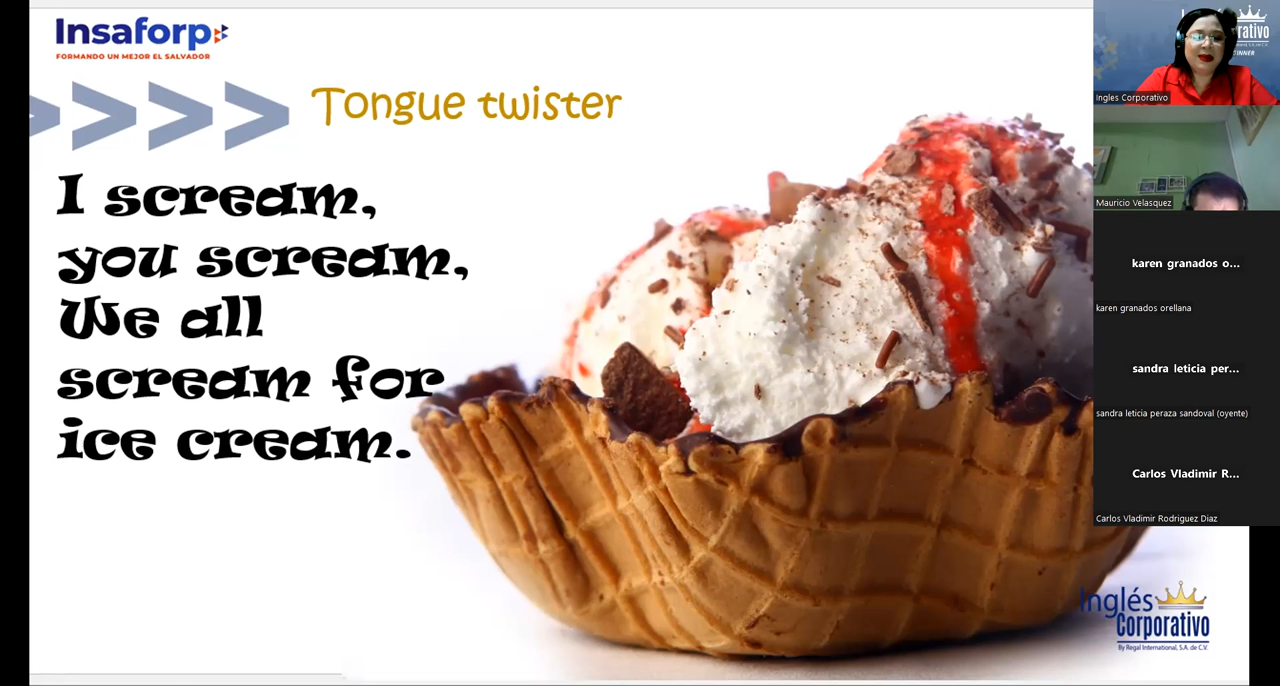 Insaforp
FORMANDO UN MEJOR EL SALVADOR
Tongue twister
I scream,
you scream,
We all
scream for
ice cream.
Inglés
Corporativo
By Regal International, S.A. de C.V.
Ingles Corporativo
Mauricio Velasquez
karen granados o...
karen granados orellana
sandra leticia per...
sandra leticia peraza sandoval (oyente)
Carlos Vladimir R...
Carlos Vladimir Rodriguez Diaz